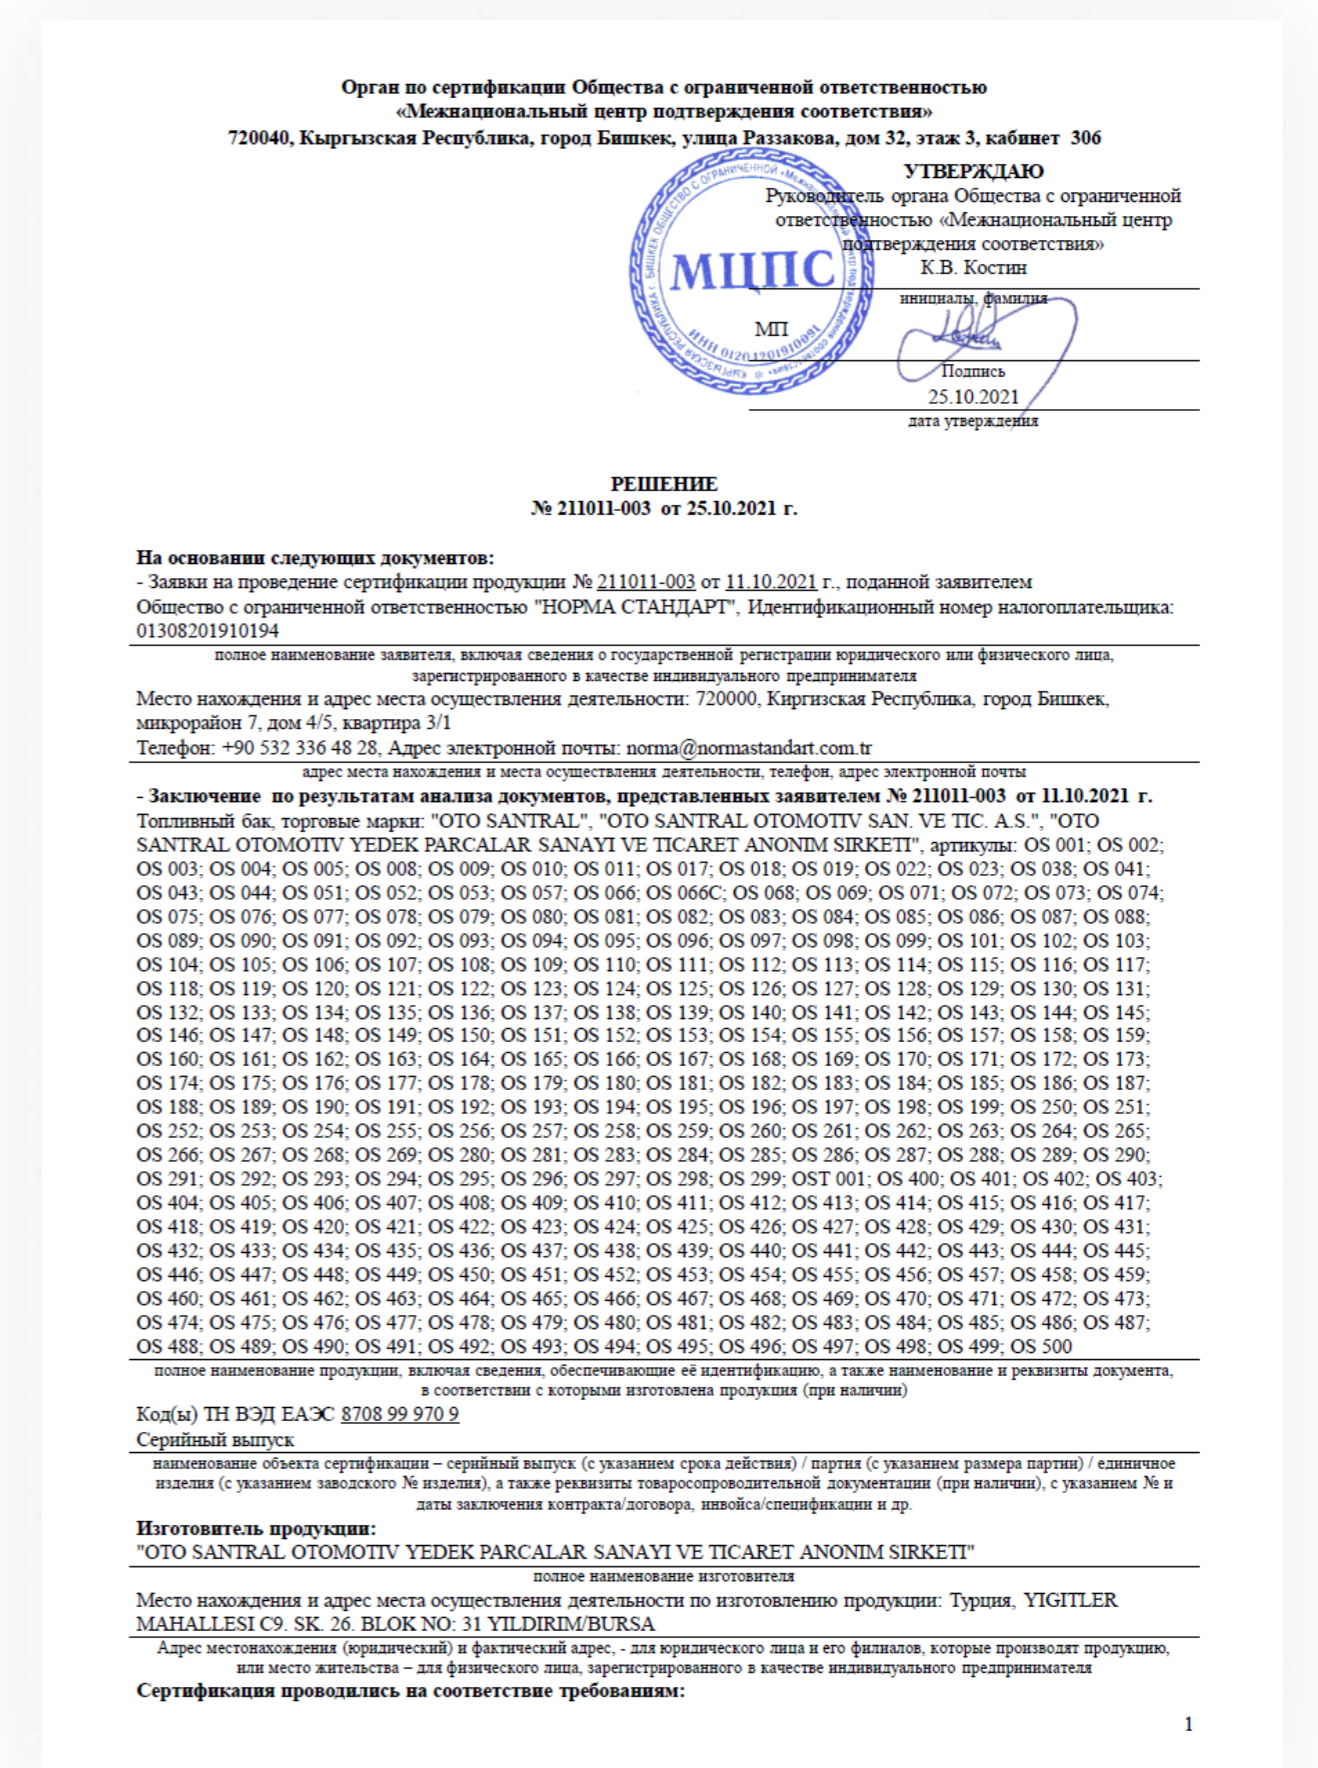 Орган по сертификации Общества с ограниченной ответственностью
«Межнациональный центр подтверждения соответствия»
720040, Кыргызская Республика, город Бишкек, улица Раззакова, дом 32, этаж 3, кабинет 306
УТВЕРЖДАЮ
Руководитель органа Общества с ограниченной
ответственностью «Межнациональный центр
подтверждения соответствия»
К.В. Костин
инициалы, фамилия
МП
Подпись
25.10.2021
дата утверждения
МЦПС
ИНН 01204201910091
КЫРГЫЗСКАЯ РЕСПУБЛИКА г. БИШКЕК ОБЩЕСТВО С ОГРАНИЧЕННОЙ «Межнациональный центр подтверждения соответствия»
РЕШЕНИЕ
№ 211011-003 от 25.10.2021 г.
На основании следующих документов:
- Заявки на проведение сертификации продукции № 211011-003 от 11.10.2021 г., поданной заявителем
Общество с ограниченной ответственностью "НОРМА СТАНДАРТ", Идентификационный номер налогоплательщика:
01308201910194
полное наименование заявителя, включая сведения о государственной регистрации юридического или физического лица,
зарегистрированного в качестве индивидуального предпринимателя
Место нахождения и адрес места осуществления деятельности: 720000, Киргизская Республика, город Бишкек,
микрорайон 7, дом 4/5, квартира 3/1
Телефон: +90 532 336 48 28, Адрес электронной почты: norma@normastandart.com.tr
адрес места нахождения и места осуществления деятельности, телефон, адрес электронной почты
- Заключение по результатам анализа документов, представленных заявителем № 211011-003 от 11.10.2021 г.
Топливный бак, торговые марки: "OTO SANTRAL", "OTO SANTRAL OTOMOTIV SAN. VE TIC. A.S.", "OTO
SANTRAL OTOMOTIV YEDEK PARCALAR SANAYI VE TICARET ANONIM SIRKETI", артикулы: OS 001; OS 002;
OS 003; OS 004; OS 005; OS 008; OS 009; OS 010; OS 011; OS 017; OS 018; OS 019; OS 022; OS 023; OS 038; OS 041;
OS 043; OS 044; OS 051; OS 052; OS 053; OS 057; OS 066; OS 066C; OS 068; OS 069; OS 071; OS 072; OS 073; OS 074;
OS 075; OS 076; OS 077; OS 078; OS 079; OS 080; OS 081; OS 082; OS 083; OS 084; OS 085; OS 086; OS 087; OS 088;
OS 089; OS 090; OS 091; OS 092; OS 093; OS 094; OS 095; OS 096; OS 097; OS 098; OS 099; OS 101; OS 102; OS 103;
OS 104; OS 105; OS 106; OS 107; OS 108; OS 109; OS 110; OS 111; OS 112; OS 113; OS 114; OS 115; OS 116; OS 117;
OS 118; OS 119; OS 120; OS 121; OS 122; OS 123; OS 124; OS 125; OS 126; OS 127; OS 128; OS 129; OS 130; OS 131;
OS 132; OS 133; OS 134; OS 135; OS 136; OS 137; OS 138; OS 139; OS 140; OS 141; OS 142; OS 143; OS 144; OS 145;
OS 146; OS 147; OS 148; OS 149; OS 150; OS 151; OS 152; OS 153; OS 154; OS 155; OS 156; OS 157; OS 158; OS 159;
OS 160; OS 161; OS 162; OS 163; OS 164; OS 165; OS 166; OS 167; OS 168; OS 169; OS 170; OS 171; OS 172; OS 173;
OS 174; OS 175; OS 176; OS 177; OS 178; OS 179; OS 180; OS 181; OS 182; OS 183; OS 184; OS 185; OS 186; OS 187;
OS 188; OS 189; OS 190; OS 191; OS 192; OS 193; OS 194; OS 195; OS 196; OS 197; OS 198; OS 199; OS 250; OS 251;
OS 252; OS 253; OS 254; OS 255; OS 256; OS 257; OS 258; OS 259; OS 260; OS 261; OS 262; OS 263; OS 264; OS 265;
OS 266; OS 267; OS 268; OS 269; OS 280; OS 281; OS 283; OS 284; OS 285; OS 286; OS 287; OS 288; OS 289; OS 290;
OS 291; OS 292; OS 293; OS 294; OS 295; OS 296; OS 297; OS 298; OS 299; OST 001; OS 400; OS 401; OS 402; OS 403;
OS 404; OS 405; OS 406; OS 407; OS 408; OS 409; OS 410; OS 411; OS 412; OS 413; OS 414; OS 415; OS 416; OS 417;
OS 418; OS 419; OS 420; OS 421; OS 422; OS 423; OS 424; OS 425; OS 426; OS 427; OS 428; OS 429; OS 430; OS 431;
OS 432; OS 433; OS 434; OS 435; OS 436; OS 437; OS 438; OS 439; OS 440; OS 441; OS 442; OS 443; OS 444; OS 445;
OS 446; OS 447; OS 448; OS 449; OS 450; OS 451; OS 452; OS 453; OS 454; OS 455; OS 456; OS 457; OS 458; OS 459;
OS 460; OS 461; OS 462; OS 463; OS 464; OS 465; OS 466; OS 467; OS 468; OS 469; OS 470; OS 471; OS 472; OS 473;
OS 474; OS 475; OS 476; OS 477; OS 478; OS 479; OS 480; OS 481; OS 482; OS 483; OS 484; OS 485; OS 486; OS 487;
OS 488; OS 489; OS 490; OS 491; OS 492; OS 493; OS 494; OS 495; OS 496; OS 497; OS 498; OS 499; OS 500
полное наименование продукции, включая сведения, обеспечивающие её идентификацию, а также наименование и реквизиты документа,
в соответствии с которыми изготовлена продукция (при наличии)
Код(ы) ТН ВЭД ЕАЭС 8708 99 970 9
Серийный выпуск
наименование объекта сертификации – серийный выпуск (с указанием срока действия) / партия (с указанием размера партии) / единичное
изделия (с указанием заводского № изделия), а также реквизиты товаросопроводительной документации (при наличии), с указанием № и
даты заключения контракта/договора, инвойса/спецификации и др.
Изготовитель продукции:
"OTO SANTRAL OTOMOTIV YEDEK PARCALAR SANAYI VE TICARET ANONIM SIRKETI"
полное наименование изготовителя
Место нахождения и адрес места осуществления деятельности по изготовлению продукции: Турция, YIGITLER
MAHALLESI C9. SK. 26. BLOK NO: 31 YILDIRIM/BURSA
Адрес местонахождения (юридический) и фактический адрес, - для юридического лица и его филиалов, которые производят продукцию,
или место жительства – для физического лица, зарегистрированного в качестве индивидуального предпринимателя
Сертификация проводились на соответствие требованиям:
1